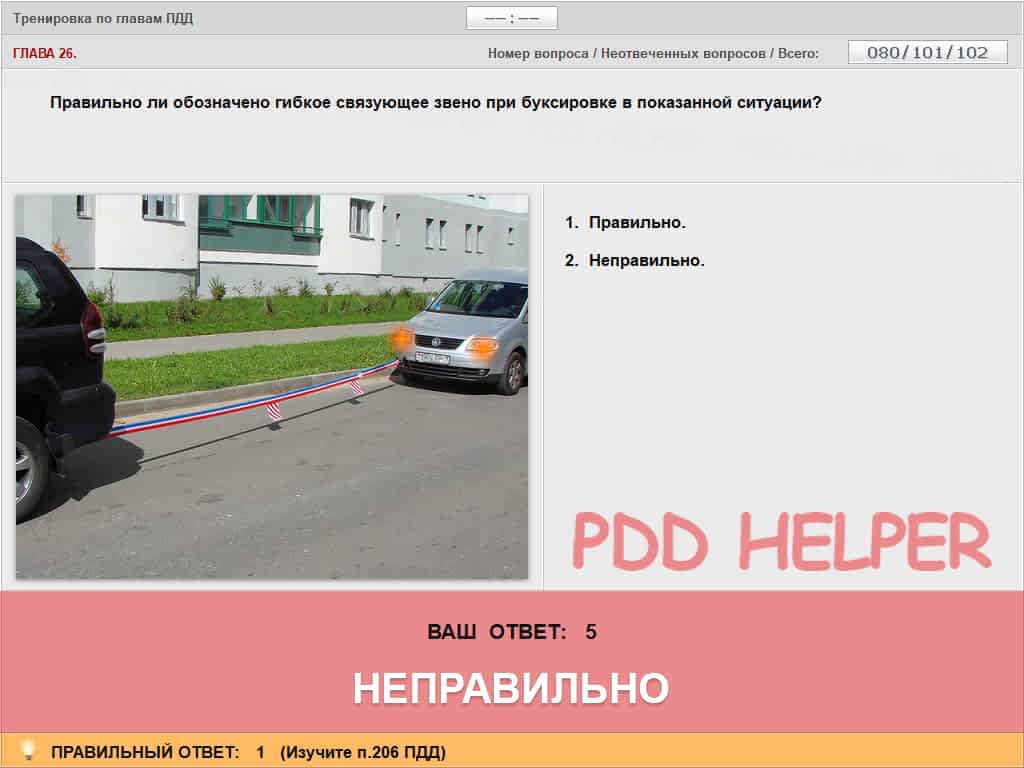 Тренировка по главам ПДД
—— : ——
ГЛАВА 26.
Номер вопроса / Неотвеченных вопросов / Всего: 080/101/102
Правильно ли обозначено гибкое связующее звено при буксировке в показанной ситуации?
1. Правильно.
2. Неправильно.
PDD HELPER
ВАШ ОТВЕТ: 5
НЕПРАВИЛЬНО
ПРАВИЛЬНЫЙ ОТВЕТ: 1 (Изучите п.206 ПДД)